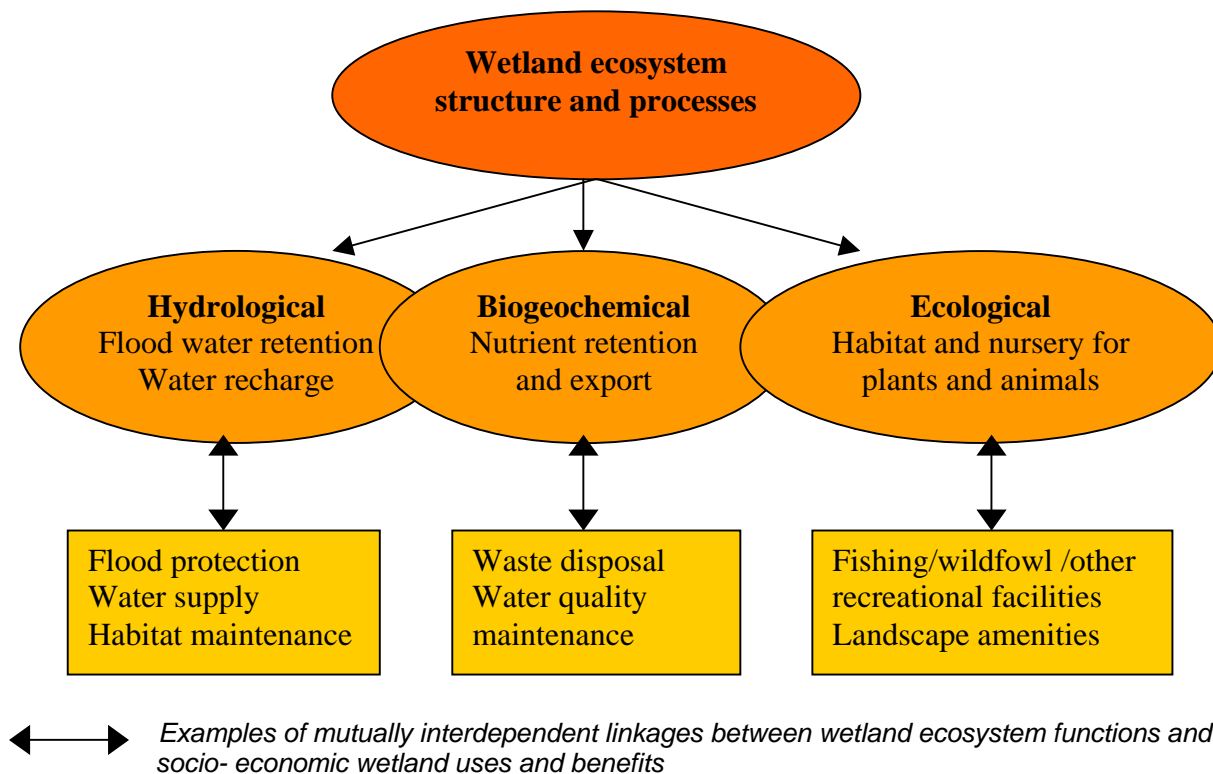 Wetland ecosystem
structure and processes
Hydrological
Flood water retention
Water recharge
Biogeochemical
Nutrient retention
and export
Ecological
Habitat and nursery for
plants and animals
Flood protection
Water supply
Habitat maintenance
Waste disposal
Water quality
maintenance
Fishing/wildfowl /other
recreational facilities
Landscape amenities
Examples of mutually interdependent linkages between wetland ecosystem functions and
socio- economic wetland uses and benefits